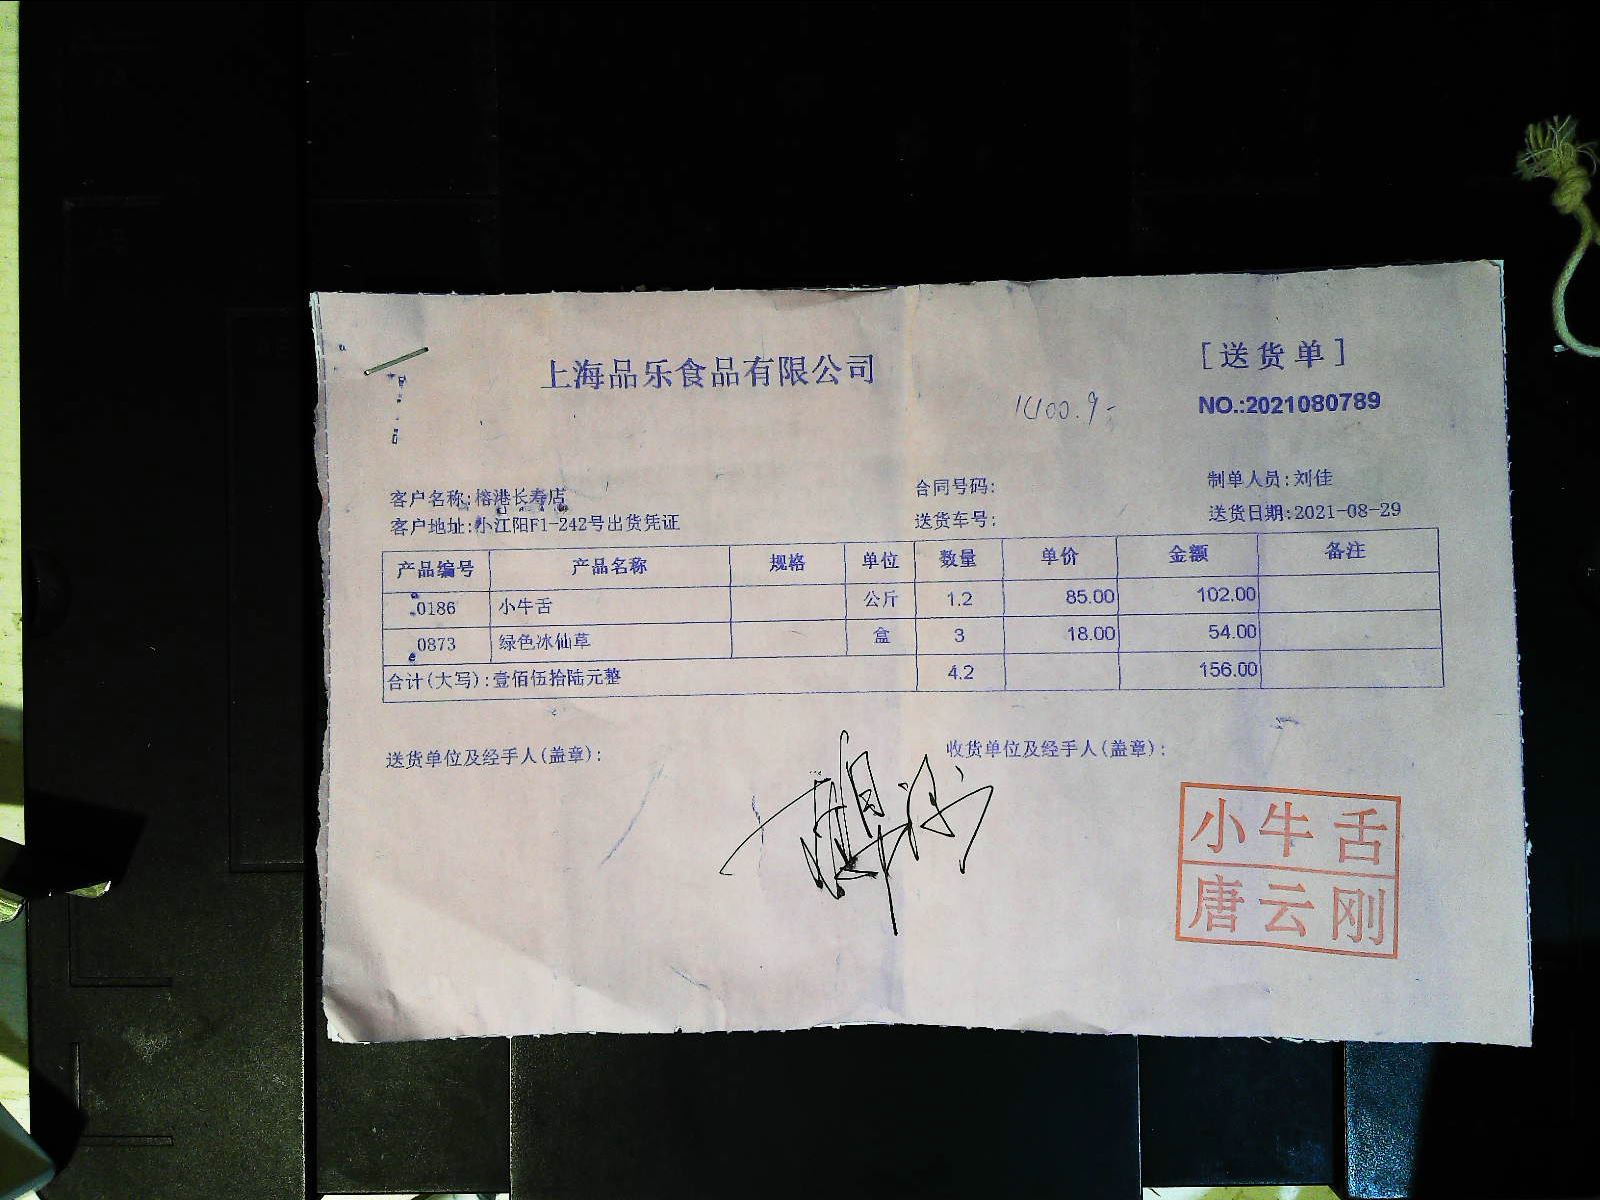 上海品乐食品有限公司
[送货单]
NO.:2021080789
客户名称:榕港长寿店
合同号码:
制单人员:刘佳
客户地址:小江阳F1-242号出货凭证
送货车号:
送货日期:2021-08-29
产品编号 产品名称 规格 单位 数量 单价 金额 备注
0186 小牛舌 公斤 1.2 85.00 102.00
0873 绿色冰仙草 盒 3 18.00 54.00
合计(大写):壹佰伍拾陆元整 4.2 156.00
送货单位及经手人(盖章):
收货单位及经手人(盖章):
小牛舌
唐云刚